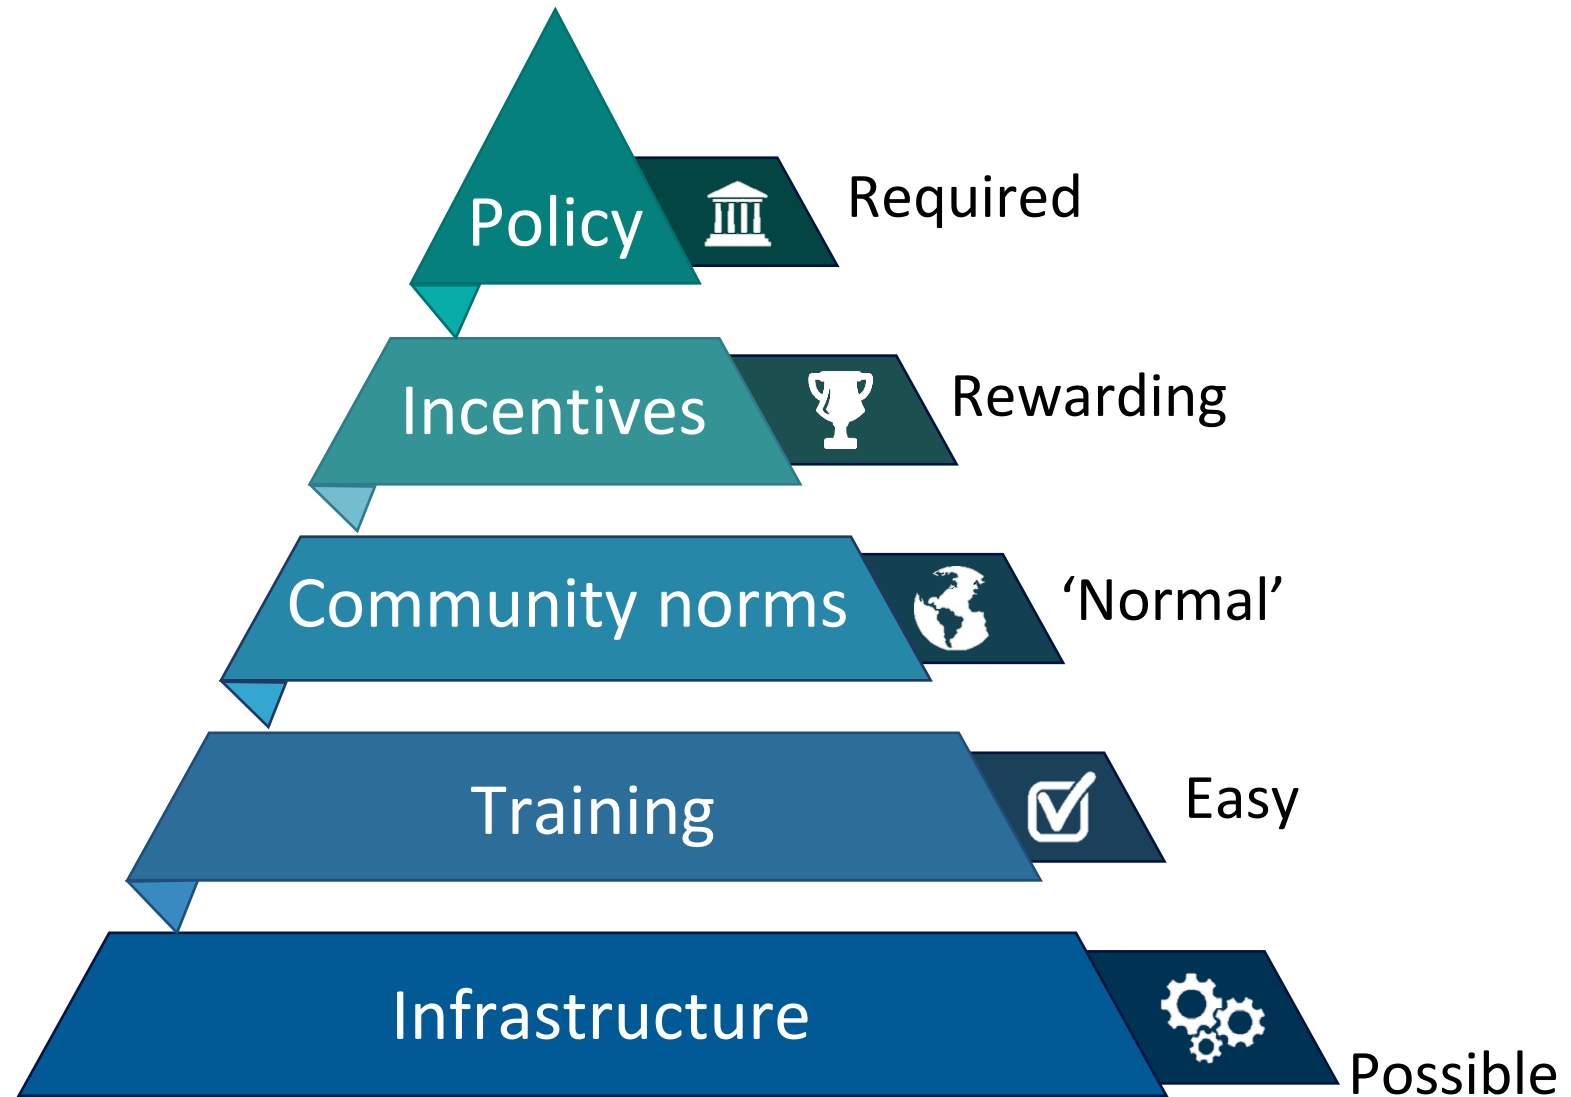 Policy
Required
Incentives
Rewarding
Community norms
‘Normal’
Training
Easy
Infrastructure
Possible